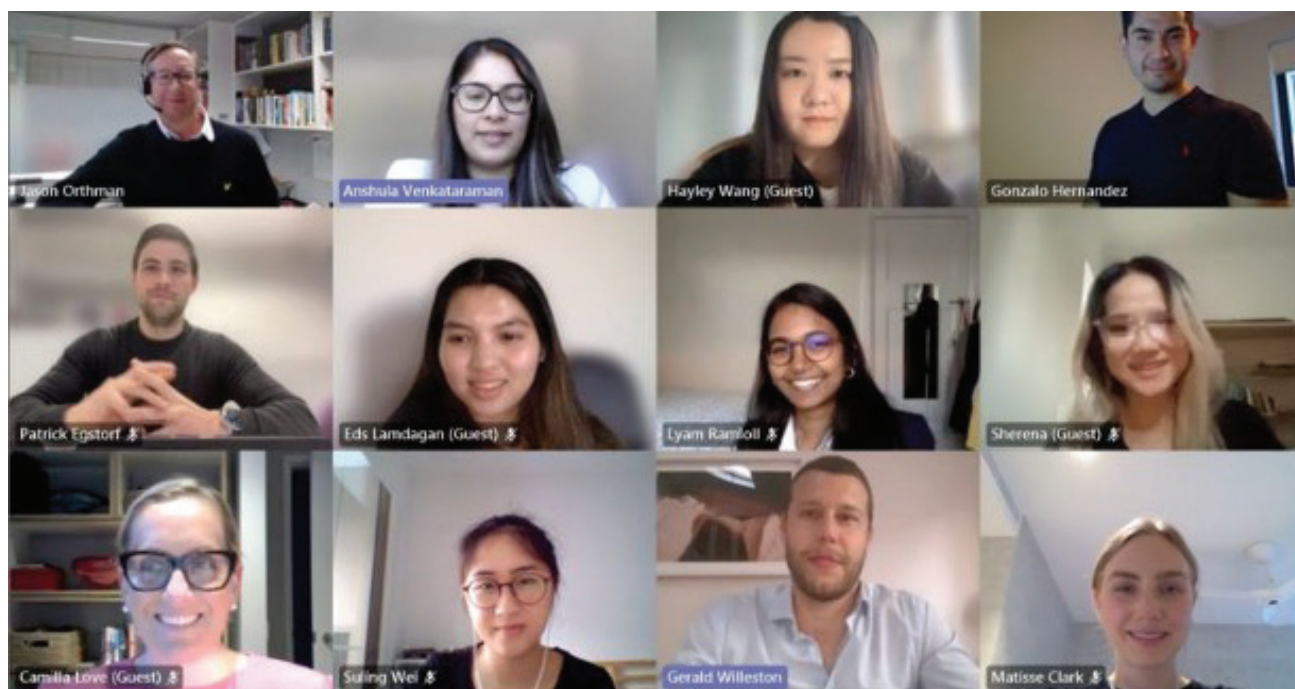 Jason Orthman
Anshula Venkataraman
Hayley Wang (Guest)
Gonzalo Hernandez
Patrick Egstorf
Eds Lamdagan (Guest)
Lyam Ramloll
Sherena (Guest)
Camilla Love (Guest)
Suling Wei
Gerald Willeston
Matisse Clark